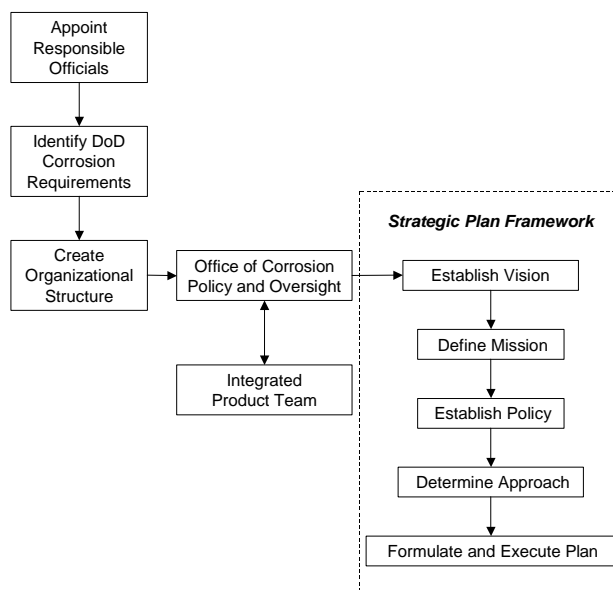 Appoint
Responsible
Officials
Identify DoD
Corrosion
Requirements
Create
Organizational
Structure
Office of Corrosion
Policy and Oversight
Integrated
Product Team
Strategic Plan Framework
Establish Vision
Define Mission
Establish Policy
Determine Approach
Formulate and Execute Plan